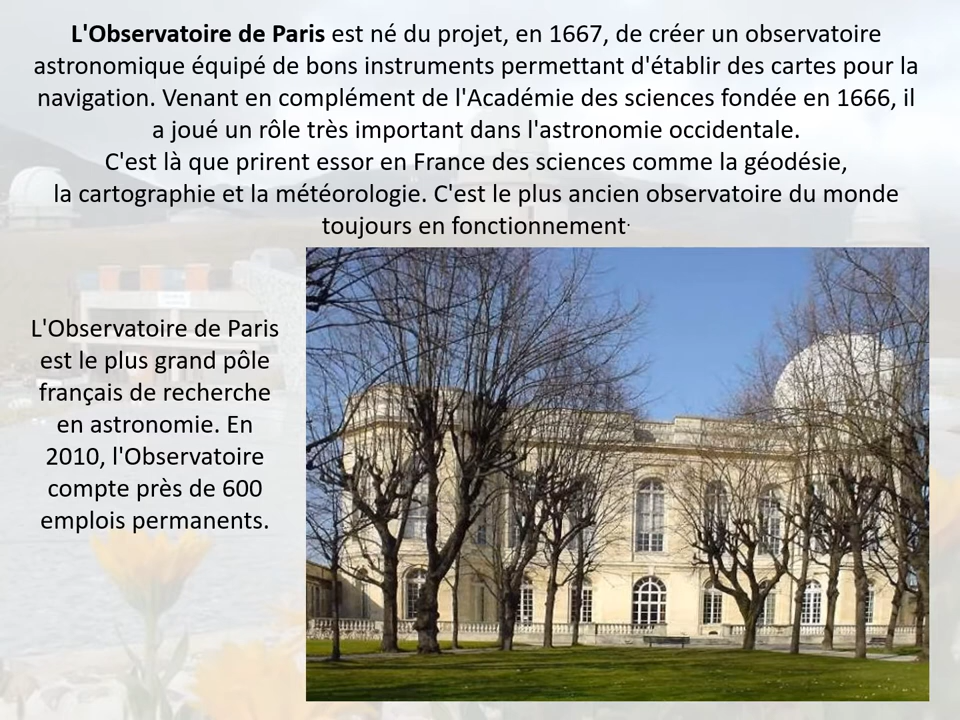 L'Observatoire de Paris est né du projet, en 1667, de créer un observatoire
astronomique équipé de bons instruments permettant d'établir des cartes pour la
navigation. Venant en complément de l'Académie des sciences fondée en 1666, il
a joué un rôle très important dans l'astronomie occidentale.
C'est là que prirent essor en France des sciences comme la géodésie,
la cartographie et la météorologie. C'est le plus ancien observatoire du monde
toujours en fonctionnement.
L'Observatoire de Paris
est le plus grand pôle
français de recherche
en astronomie. En
2010, l'Observatoire
compte près de 600
emplois permanents.